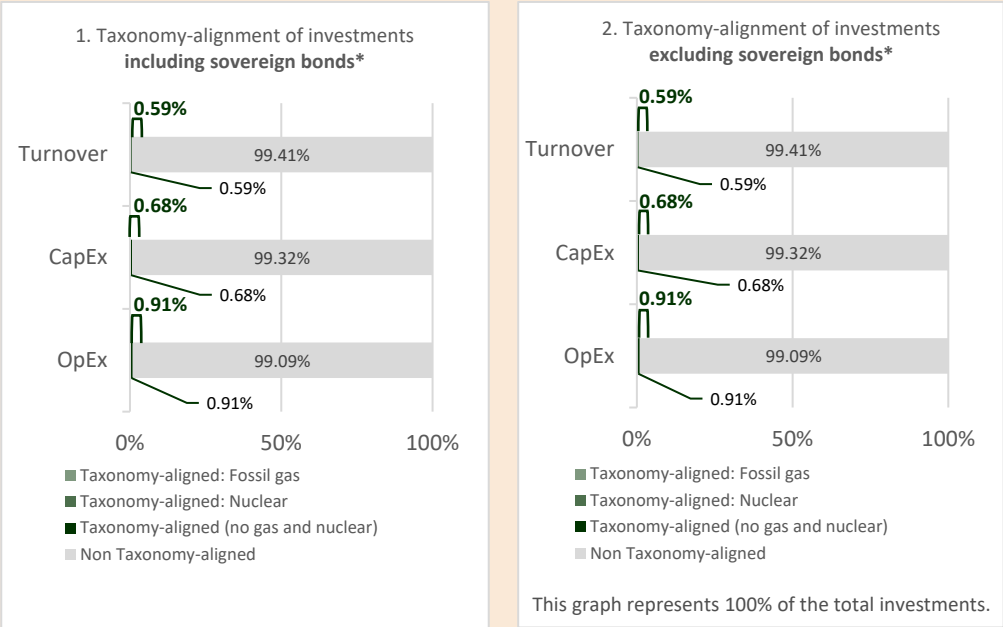 1. Taxonomy-alignment of investments
including sovereign bonds*
0.59%
Turnover
99.41%
0.59%
0.68%
CapEx
99.32%
0.68%
0.91%
OpEx
99.09%
0.91%
0% 50% 100%
Taxonomy-aligned: Fossil gas
Taxonomy-aligned: Nuclear
Taxonomy-aligned (no gas and nuclear)
Non Taxonomy-aligned
2. Taxonomy-alignment of investments
excluding sovereign bonds*
0.59%
Turnover
99.41%
0.59%
0.68%
CapEx
99.32%
0.68%
0.91%
OpEx
99.09%
0.91%
0% 50% 100%
Taxonomy-aligned: Fossil gas
Taxonomy-aligned: Nuclear
Taxonomy-aligned (no gas and nuclear)
Non Taxonomy-aligned
This graph represents 100% of the total investments.